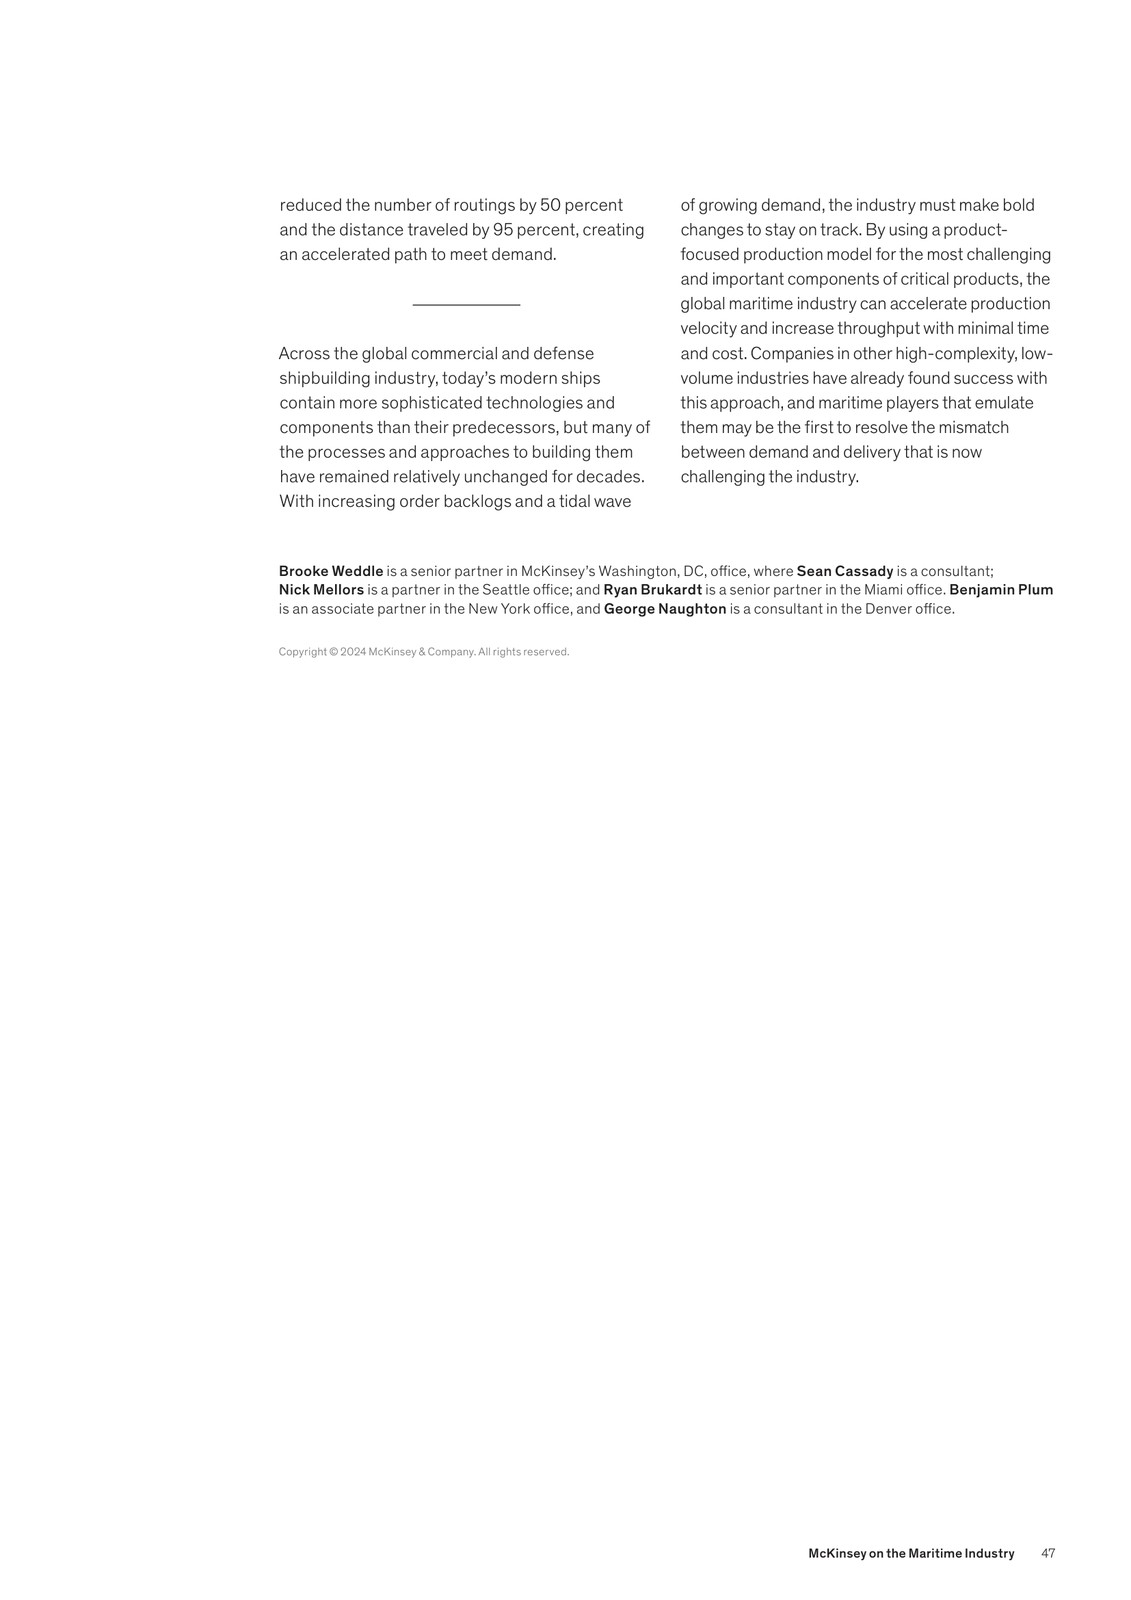 reduced the number of routings by 50 percent
and the distance traveled by 95 percent, creating
an accelerated path to meet demand.
Across the global commercial and defense
shipbuilding industry, today’s modern ships
contain more sophisticated technologies and
components than their predecessors, but many of
the processes and approaches to building them
have remained relatively unchanged for decades.
With increasing order backlogs and a tidal wave
of growing demand, the industry must make bold
changes to stay on track. By using a product-
focused production model for the most challenging
and important components of critical products, the
global maritime industry can accelerate production
velocity and increase throughput with minimal time
and cost. Companies in other high-complexity, low-
volume industries have already found success with
this approach, and maritime players that emulate
them may be the first to resolve the mismatch
between demand and delivery that is now
challenging the industry.
Brooke Weddle is a senior partner in McKinsey’s Washington, DC, office, where Sean Cassady is a consultant;
Nick Mellors is a partner in the Seattle office; and Ryan Brukardt is a senior partner in the Miami office. Benjamin Plum
is an associate partner in the New York office, and George Naughton is a consultant in the Denver office.
Copyright © 2024 McKinsey & Company. All rights reserved.
McKinsey on the Maritime Industry 47